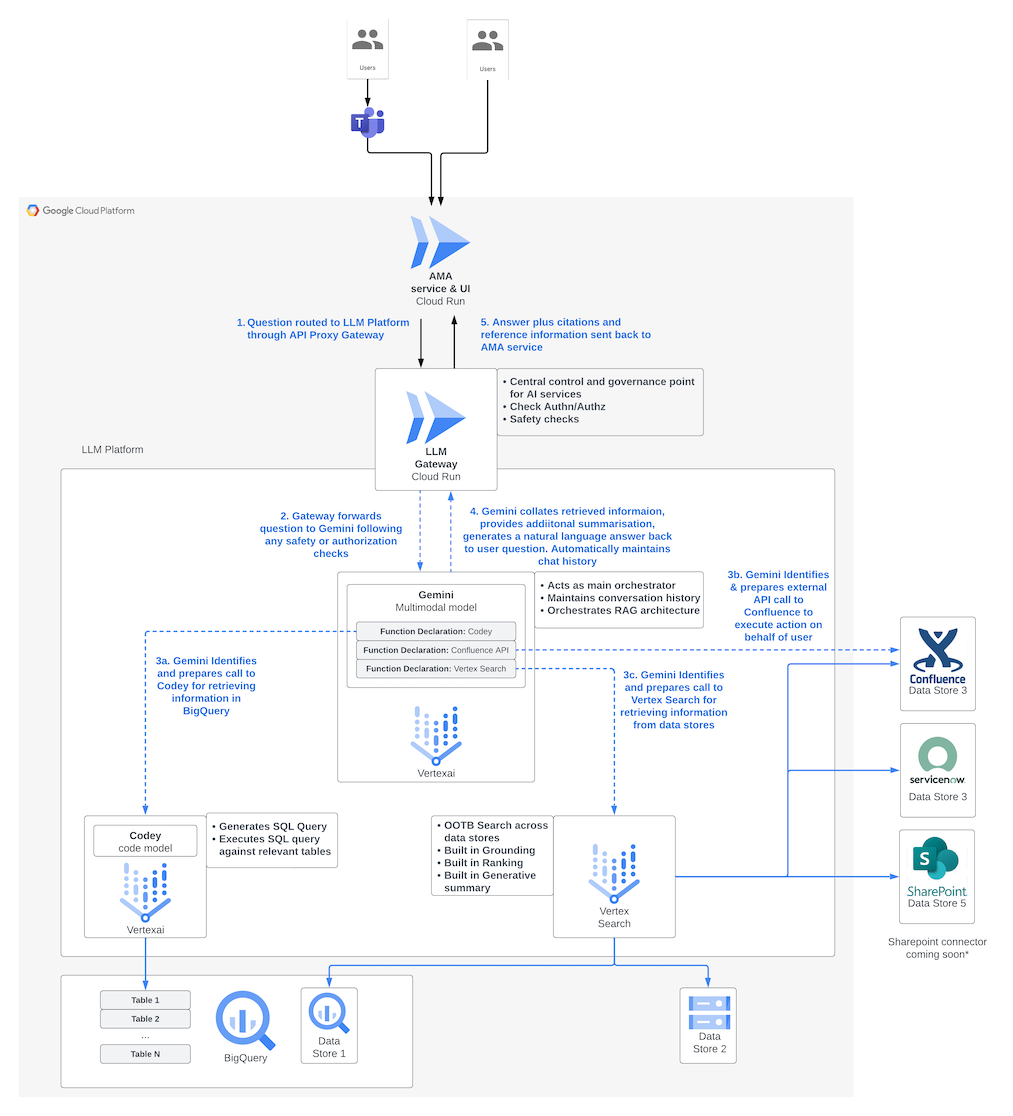 Users
Users
T
Google Cloud Platform
AMA
service & UI
Cloud Run
1. Question routed to LLM Platform
through API Proxy Gateway
5. Answer plus citations and
reference information sent back to
AMA service
• Central control and governance point
for AI services
• Check Authn/Authz
• Safety checks
LLM
Gateway
Cloud Run
LLM Platform
2. Gateway forwards
question to Gemini following
any safety or authorization
checks
4. Gemini collates retrieved informaion,
provides addiitonal summarisation,
generates a natural language answer back
to user question. Automatically maintains
chat history
3b. Gemini Identifies
& prepares external
API call to
Confluence to
execute action on
behalf of user
Gemini
Multimodal model
• Acts as main orchestrator
• Maintains conversation history
• Orchestrates RAG architecture
Function Declaration: Codey
Function Declaration: Confluence API
Function Declaration: Vertex Search
3a. Gemini Identifies
and prepares call to
Codey for retrieving
information in
BigQuery
3c. Gemini Identifies
and prepares call to
Vertex Search for
retrieving information
from data stores
Confluence
Data Store 3
Vertexai
servicenow
Data Store 3
Codey
code model
• Generates SQL Query
• Executes SQL query
against relevant tables
• OOTB Search across
data stores
• Built in Grounding
• Built in Ranking
• Built in Generative
summary
Vertexai
Vertex
Search
S
SharePoint
Data Store 5
Sharepoint connector
coming soon*
Table 1
Table 2
...
Table N
BigQuery
Data
Store 1
Data
Store 2